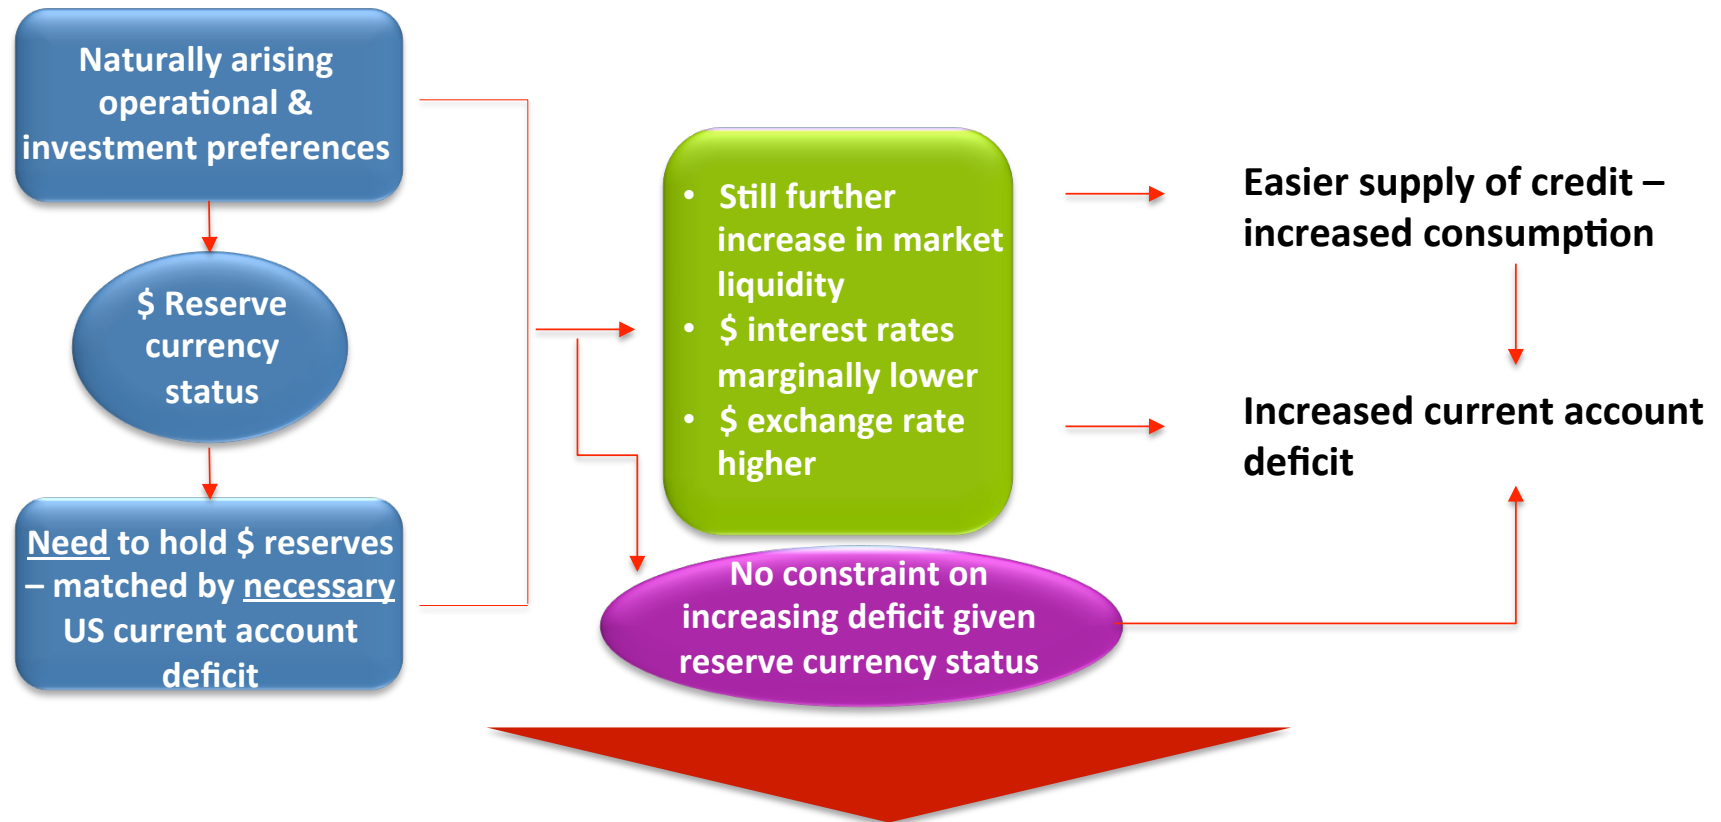 Naturally arising
operational &
investment preferences
$ Reserve
currency
status
Need to hold $ reserves
– matched by necessary
US current account
deficit
• Still further
increase in market
liquidity
• $ interest rates
marginally lower
• $ exchange rate
higher
No constraint on
increasing deficit given
reserve currency status
Easier supply of credit –
increased consumption
Increased current account
deficit